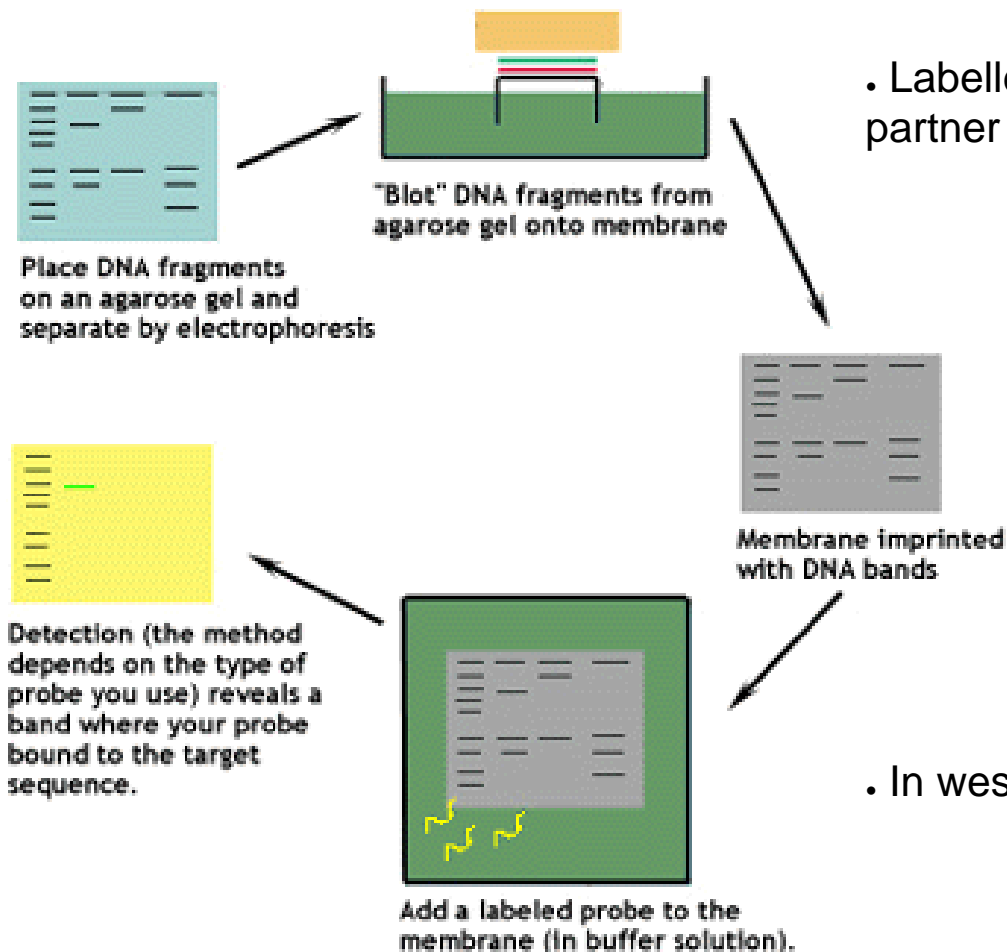 "Blot" DNA fragments from
agarose gel onto membrane
Place DNA fragments
on an agarose gel and
separate by electrophoresis
Membrane imprinted
with DNA bands
Detection (the method
depends on the type of
probe you use) reveals a
band where your probe
bound to the target
sequence.
Add a labeled probe to the
membrane (in buffer solution).
. Labelle
partner
. In wes